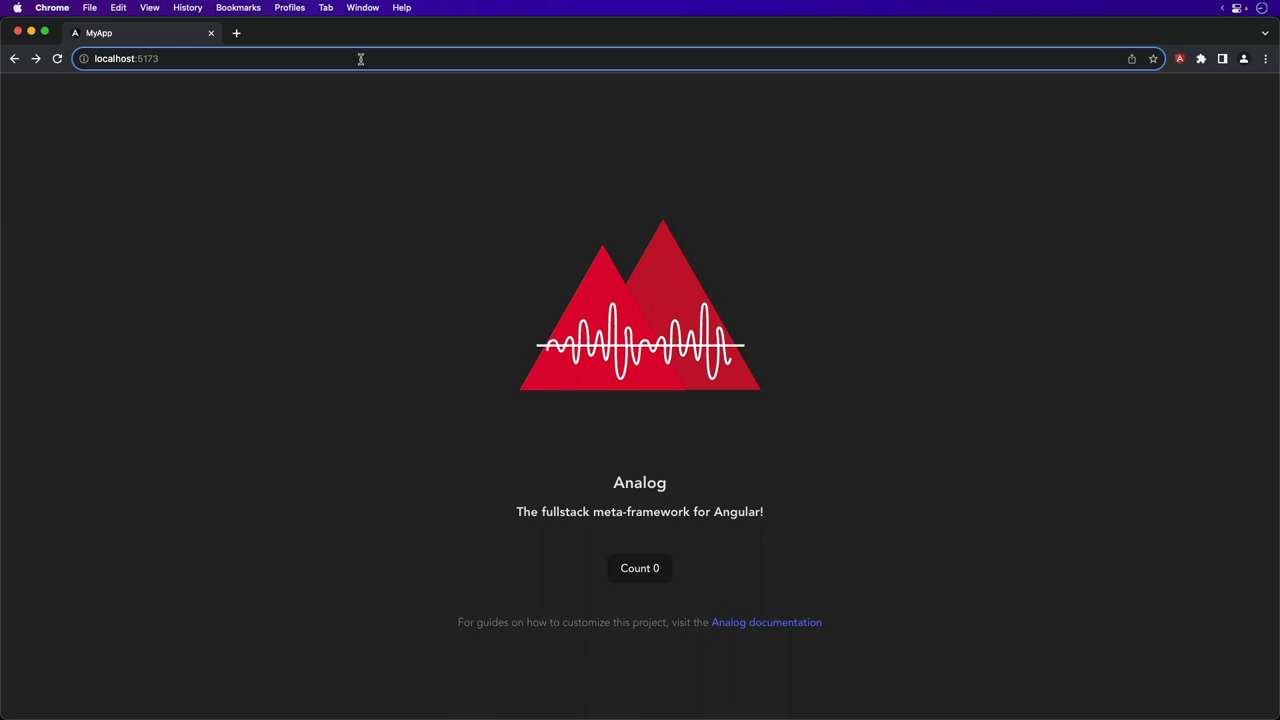 Chrome File Edit View History Bookmarks Profiles Tab Window Help
MyApp
localhost:5173
Analog
The fullstack meta-framework for Angular!
Count 0
For guides on how to customize this project, visit the Analog documentation